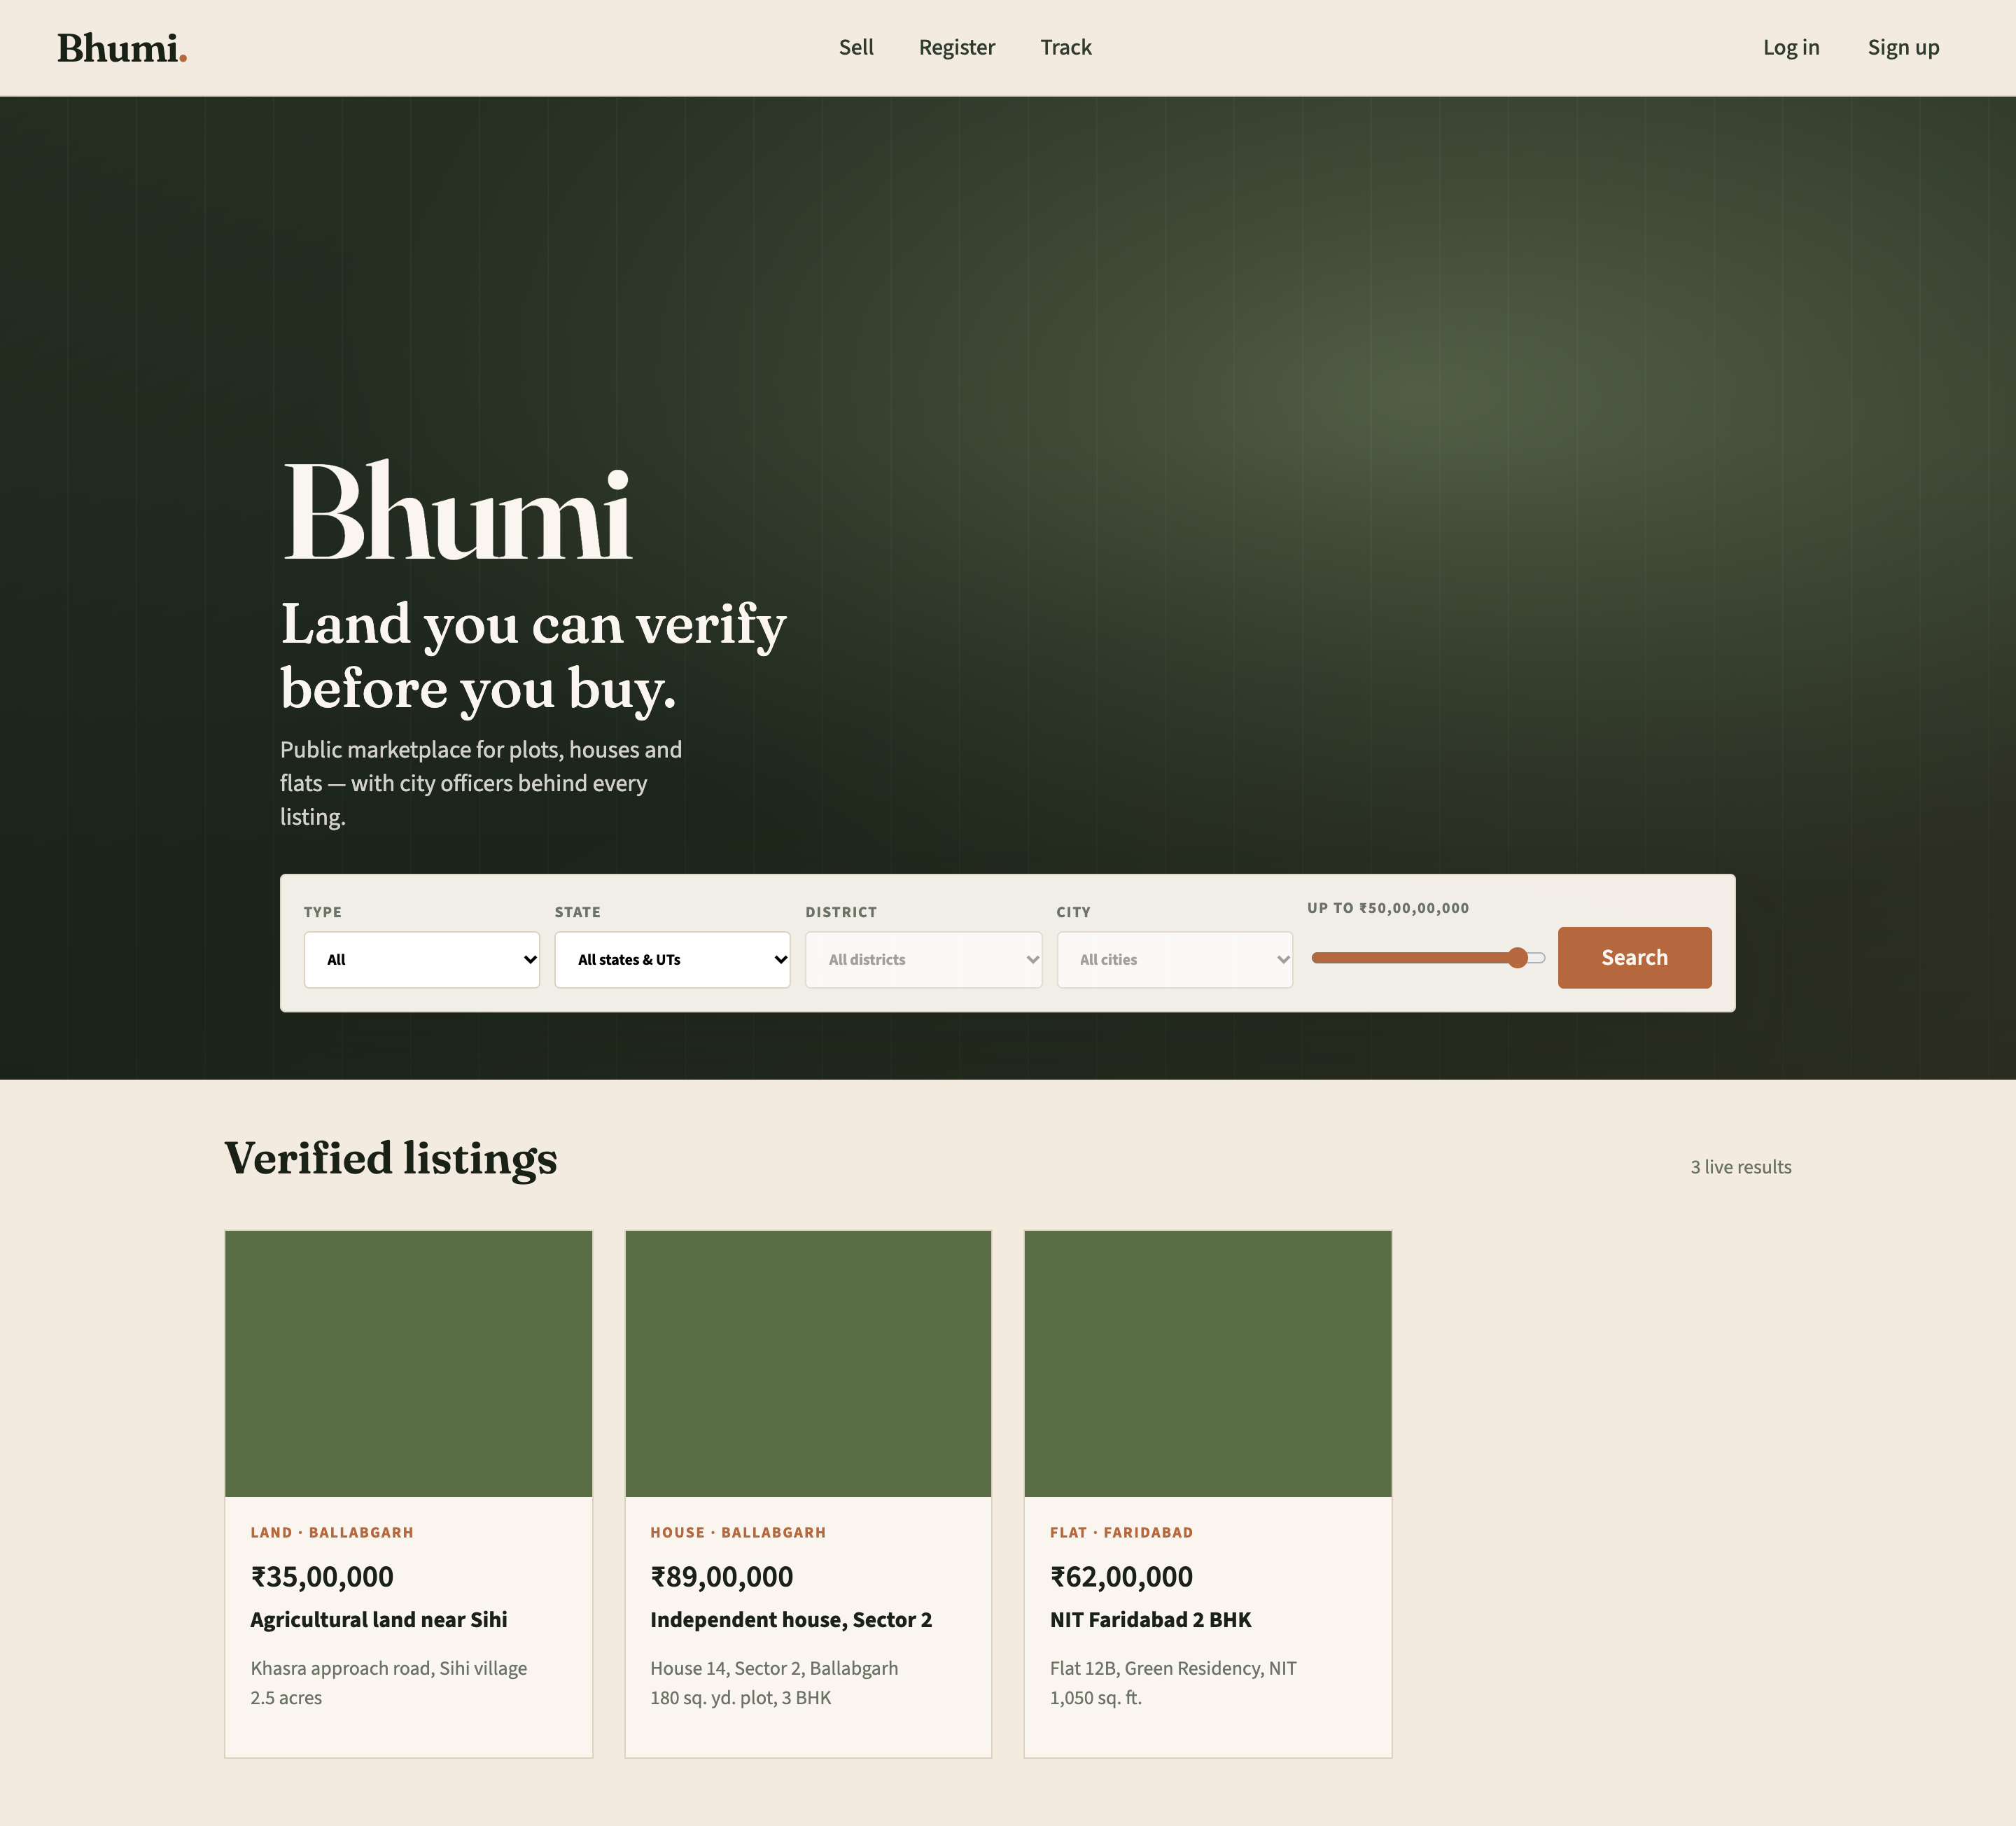 Bhumi.
Sell
Register
Track
Log in
Sign up
Bhumi
Land you can verify
before you buy.
Public marketplace for plots, houses and
flats — with city officers behind every
listing.
TYPE
All
STATE
All states & UTs
DISTRICT
All districts
CITY
All cities
UP TO ₹50,00,00,000
Search
Verified listings
3 live results
LAND · BALLABGARH
₹35,00,000
Agricultural land near Sihi
Khasra approach road, Sihi village
2.5 acres
HOUSE · BALLABGARH
₹89,00,000
Independent house, Sector 2
House 14, Sector 2, Ballabgarh
180 sq. yd. plot, 3 BHK
FLAT · FARIDABAD
₹62,00,000
NIT Faridabad 2 BHK
Flat 12B, Green Residency, NIT
1,050 sq. ft.